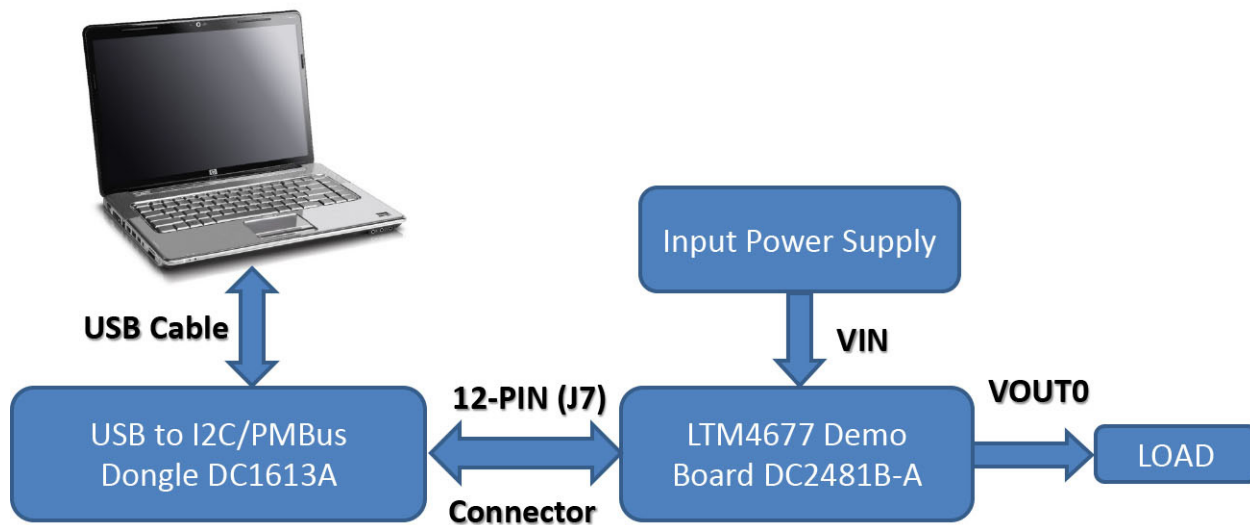 Input Power Supply
USB Cable
VIN
12-PIN (J7)
VOUT0
USB to I2C/PMBus
Dongle DC1613A
LTM4677 Demo
Board DC2481B-A
LOAD
Connector